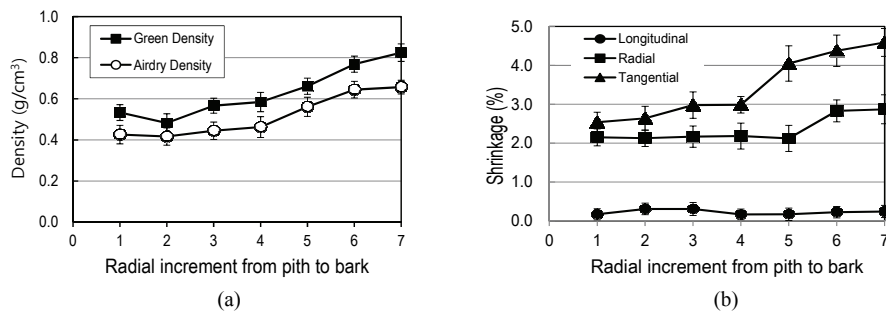 1.0
0.8
0.6
0.4
0.2
0.0
Density (g/cm³)
Green Density
Airdry Density
0 1 2 3 4 5 6 7
Radial increment from pith to bark
(a)
5.0
4.0
3.0
2.0
1.0
0.0
Shrinkage (%)
Longitudinal
Radial
Tangential
0 1 2 3 4 5 6 7
Radial increment from pith to bark
(b)